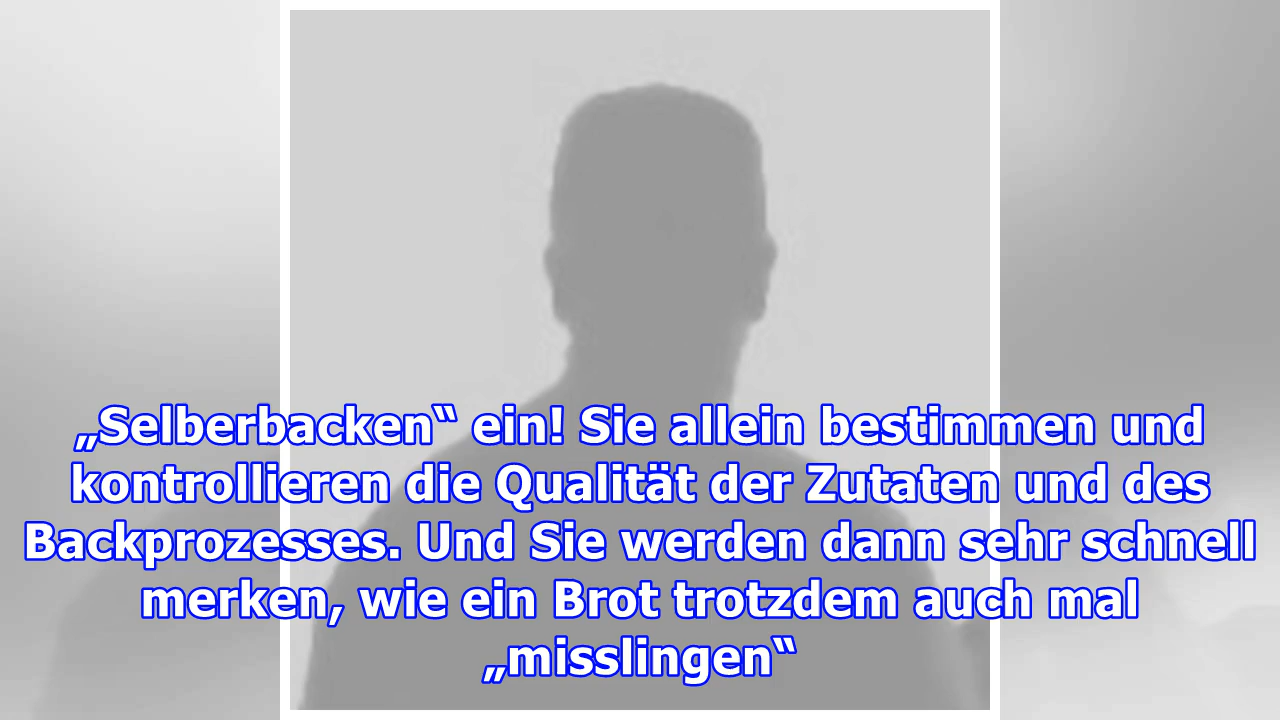 „Selberbacken“ ein! Sie allein bestimmen und
kontrollieren die Qualität der Zutaten und des
Backprozesses. Und Sie werden dann sehr schnell
merken, wie ein Brot trotzdem auch mal
„misslingen“